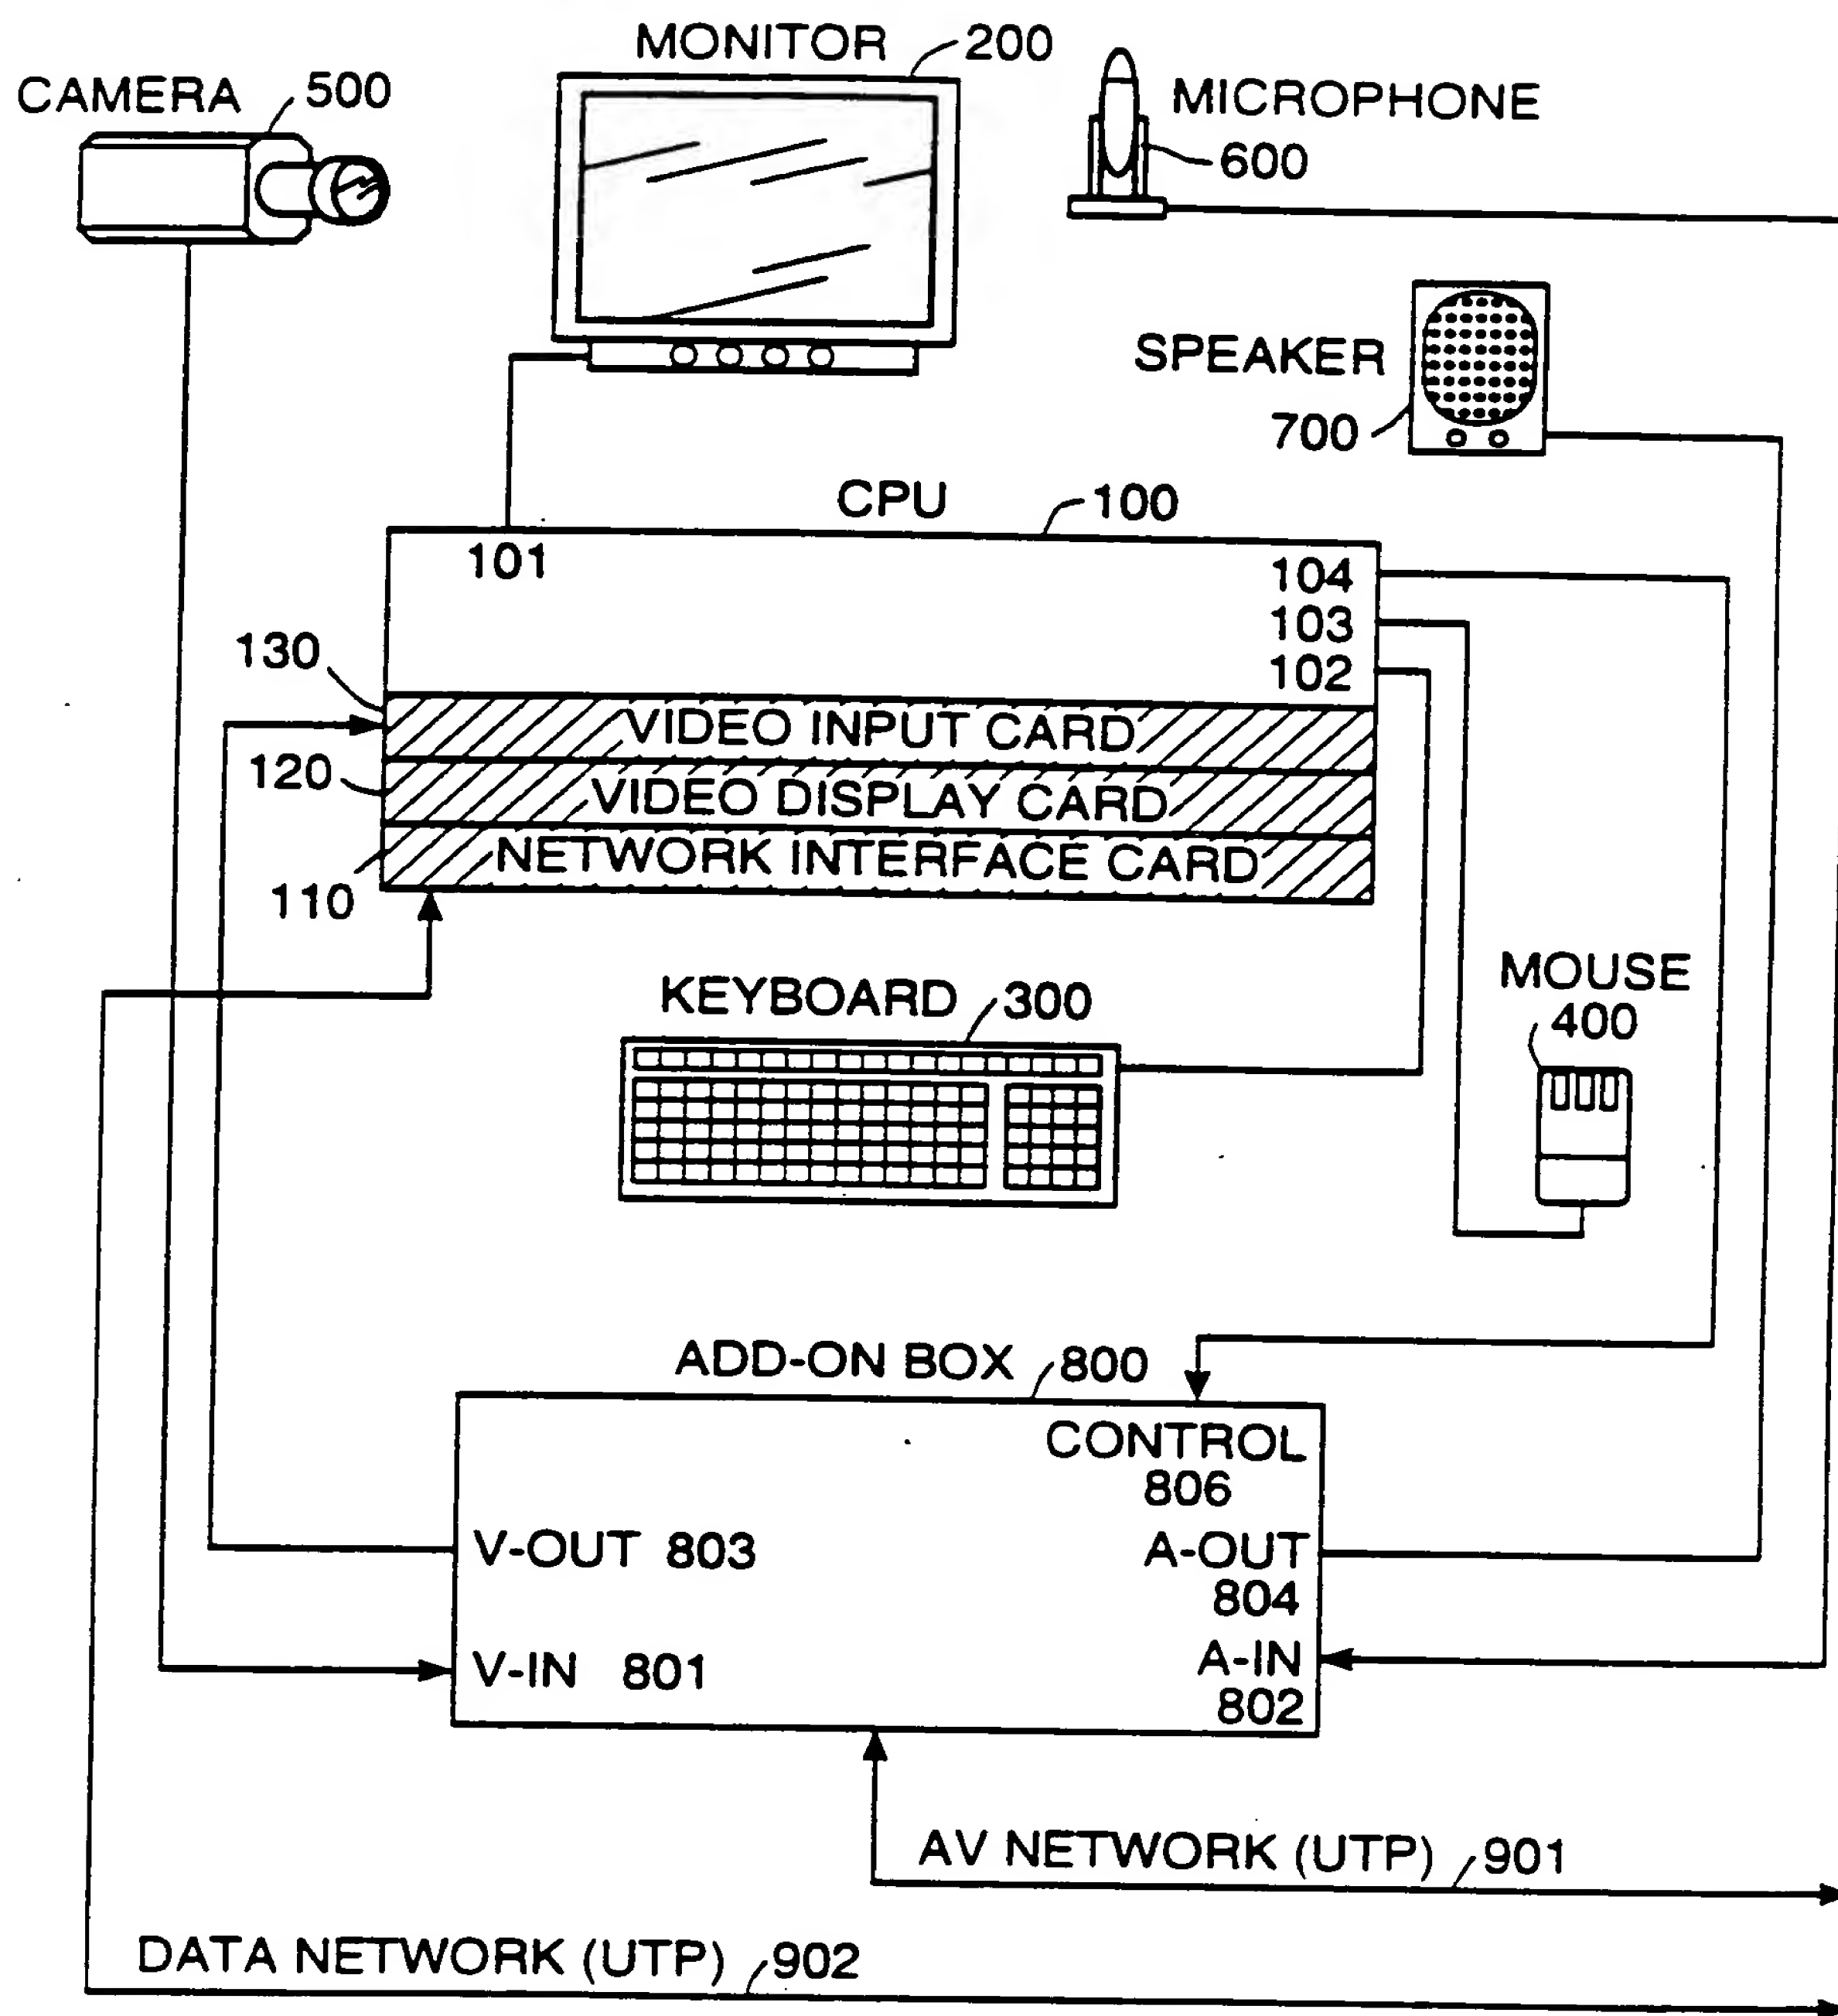 MONITOR 200
CAMERA 500
MICROPHONE
600
SPEAKER
700
CPU 100
101
104
103
102
130
VIDEO INPUT CARD
120
VIDEO DISPLAY CARD
NETWORK INTERFACE CARD
110
KEYBOARD 300
MOUSE
400
ADD-ON BOX 800
CONTROL
806
V-OUT 803
A-OUT
804
V-IN 801
A-IN
802
AV NETWORK (UTP) 901
DATA NETWORK (UTP) 902